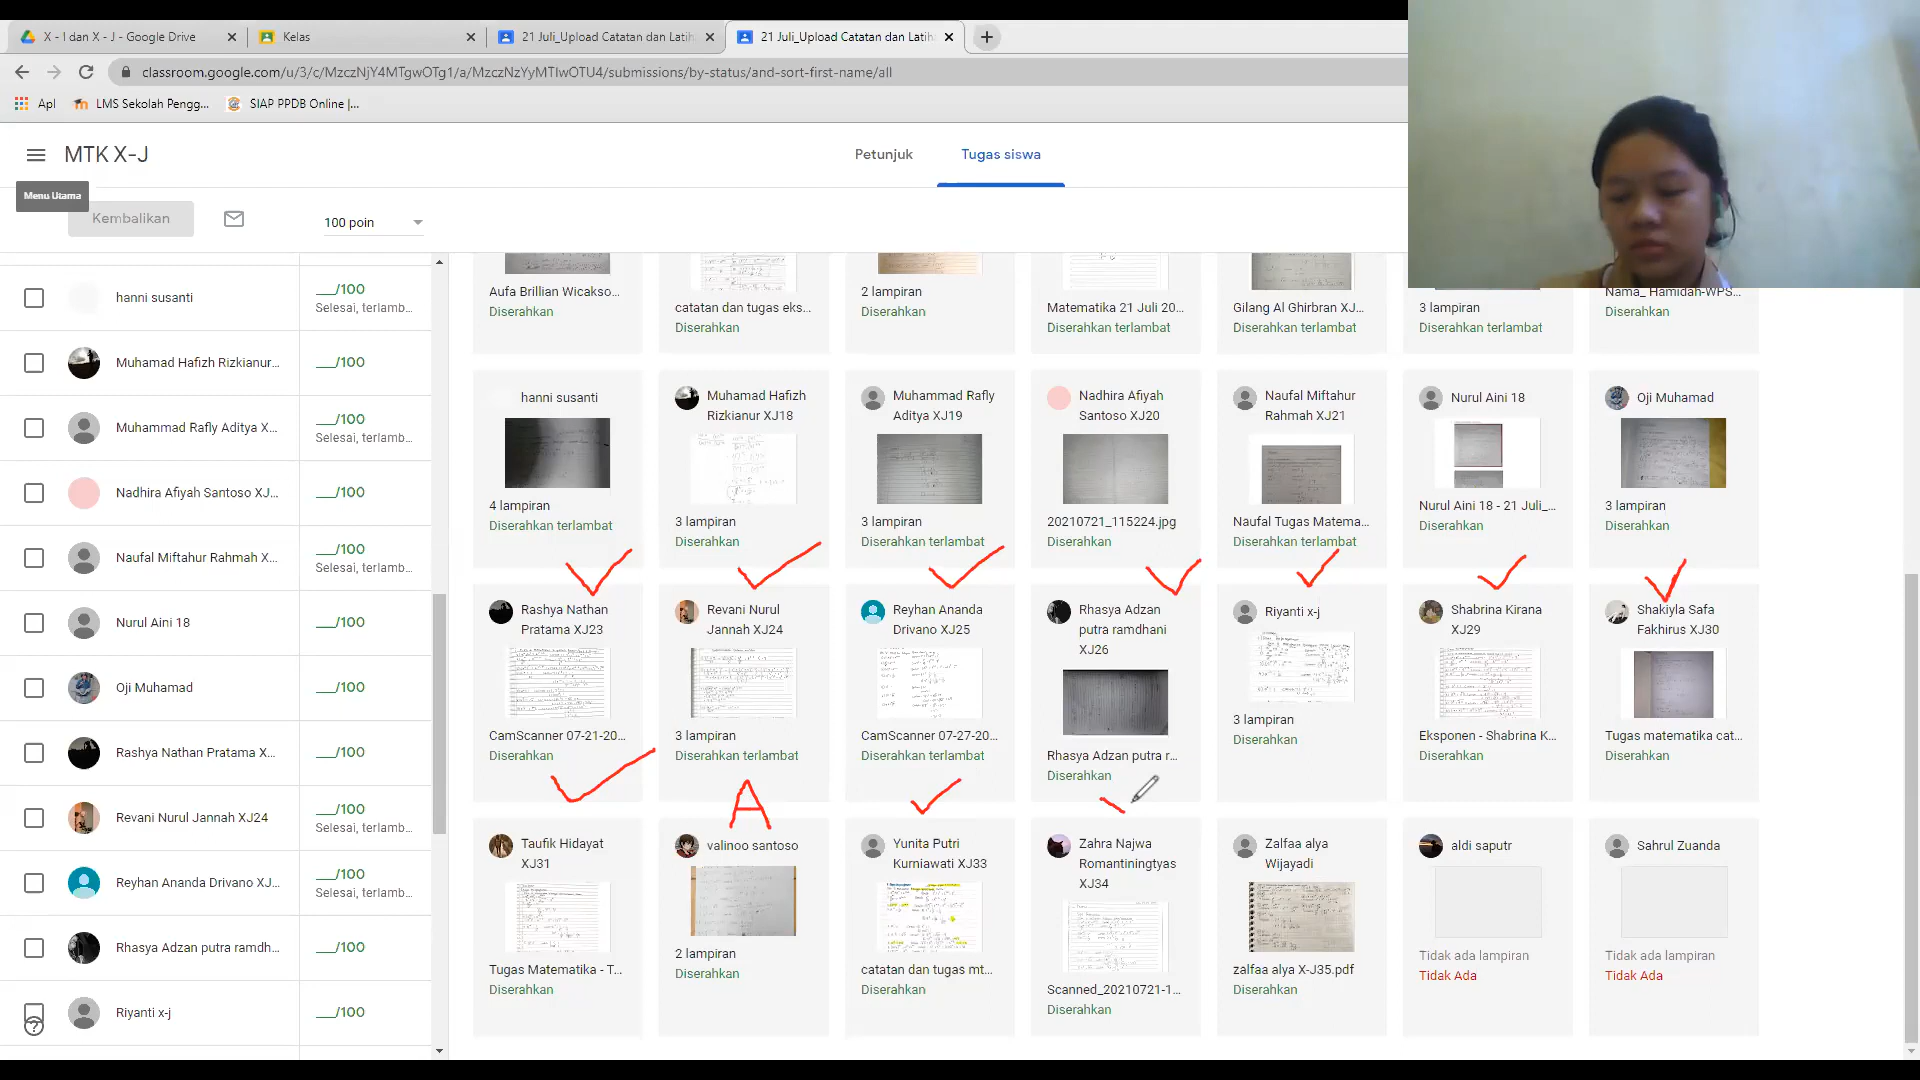 X - I dan X - J - Google Drive
Kelas
21 Juli_Upload Catatan dan Latih
21 Juli_Upload Catatan dan Latih
classroom.google.com/u/3/c/MzczNjY4MTgwOTg1/a/MzczNzYyMTIwOTU4/submissions/by-status/and-sort-first-name/all
Apl
LMS Sekolah Pengg...
SIAP PPDB Online |...
MTK X-J
Petunjuk
Tugas siswa
Menu Utama
Kembalikan
100 poin
hanni susanti
___/100
Selesai, terlamb...
Muhamad Hafizh Rizkianur...
___/100
Muhammad Rafly Aditya X...
___/100
Selesai, terlamb...
Nadhira Afiyah Santoso XJ...
___/100
Naufal Miftahur Rahmah X...
___/100
Selesai, terlamb...
Nurul Aini 18
___/100
Oji Muhamad
___/100
Rashya Nathan Pratama X...
___/100
Revani Nurul Jannah XJ24
___/100
Selesai, terlamb...
Reyhan Ananda Drivano XJ...
___/100
Selesai, terlamb...
Rhasya Adzan putra ramdh...
___/100
Riyanti x-j
___/100
Aufa Brillian Wicakso...
Diserahkan
catatan dan tugas eks...
Diserahkan
2 lampiran
Diserahkan
Matematika 21 Juli 20...
Diserahkan terlambat
Gilang Al Ghirbran XJ...
Diserahkan terlambat
3 lampiran
Diserahkan terlambat
Nama_ Hamidah-WPS...
Diserahkan
hanni susanti
4 lampiran
Diserahkan terlambat
Muhamad Hafizh
Rizkianur XJ18
3 lampiran
Diserahkan
Muhammad Rafly
Aditya XJ19
3 lampiran
Diserahkan terlambat
Nadhira Afiyah
Santoso XJ20
20210721_115224.jpg
Diserahkan
Naufal Miftahur
Rahmah XJ21
Naufal Tugas Matema...
Diserahkan terlambat
Nurul Aini 18
Nurul Aini 18 - 21 Juli_...
Diserahkan
Oji Muhamad
3 lampiran
Diserahkan
Rashya Nathan
Pratama XJ23
CamScanner 07-21-20...
Diserahkan
Revani Nurul
Jannah XJ24
3 lampiran
Diserahkan terlambat
Reyhan Ananda
Drivano XJ25
CamScanner 07-27-20...
Diserahkan terlambat
Rhasya Adzan
putra ramdhani
XJ26
Rhasya Adzan putra r...
Diserahkan
Riyanti x-j
3 lampiran
Diserahkan
Shabrina Kirana
XJ29
Eksponen - Shabrina K...
Diserahkan
Shakiyla Safa
Fakhirus XJ30
Tugas matematika cat...
Diserahkan
A
Taufik Hidayat
XJ31
Tugas Matematika - T...
Diserahkan
valinoo santoso
2 lampiran
Diserahkan
Yunita Putri
Kurniawati XJ33
catatan dan tugas mt...
Diserahkan
Zahra Najwa
Romantiningtyas
XJ34
Scanned_20210721-1...
Diserahkan
Zalfaa alya
Wijayadi
zalfaa alya X-J35.pdf
Diserahkan
aldi saputr
Tidak ada lampiran
Tidak Ada
Sahrul Zuanda
Tidak ada lampiran
Tidak Ada